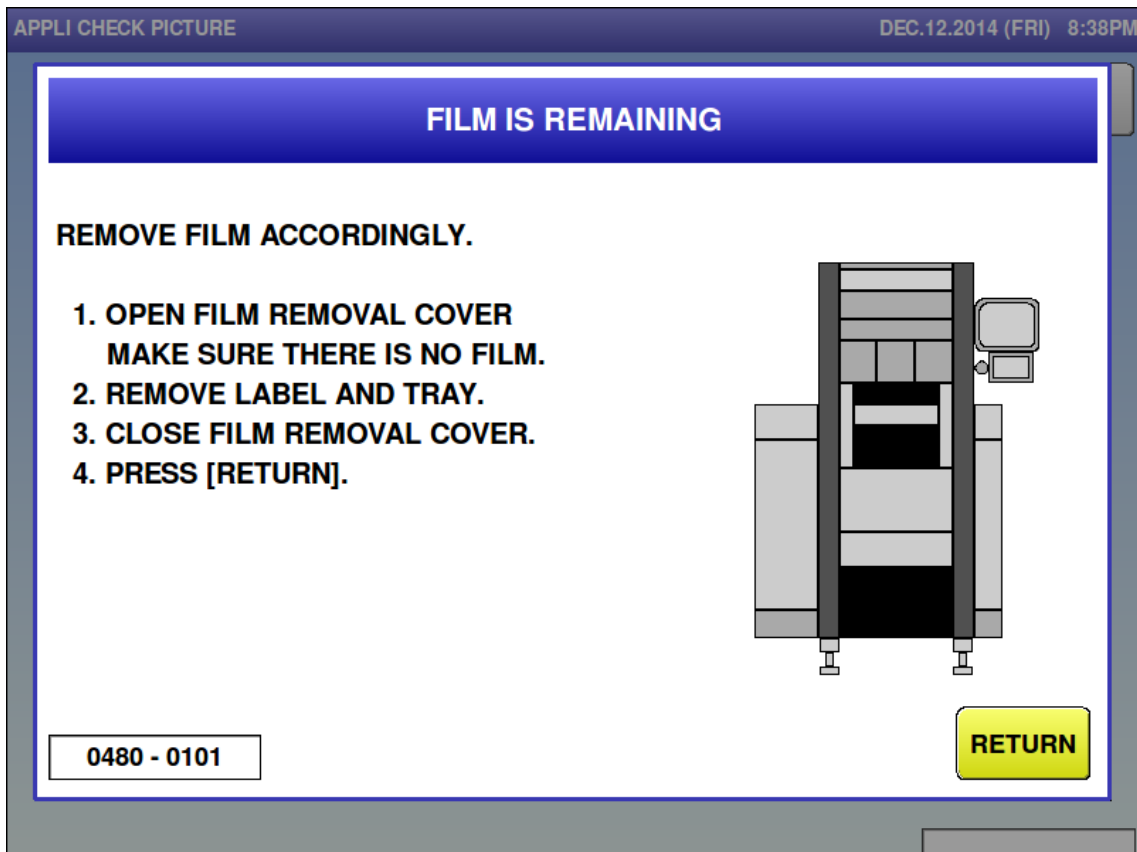 APPLI CHECK PICTURE
DEC.12.2014 (FRI) 8:38PM
FILM IS REMAINING
REMOVE FILM ACCORDINGLY.
1. OPEN FILM REMOVAL COVER
MAKE SURE THERE IS NO FILM.
2. REMOVE LABEL AND TRAY.
3. CLOSE FILM REMOVAL COVER.
4. PRESS [RETURN].
0480 - 0101
RETURN